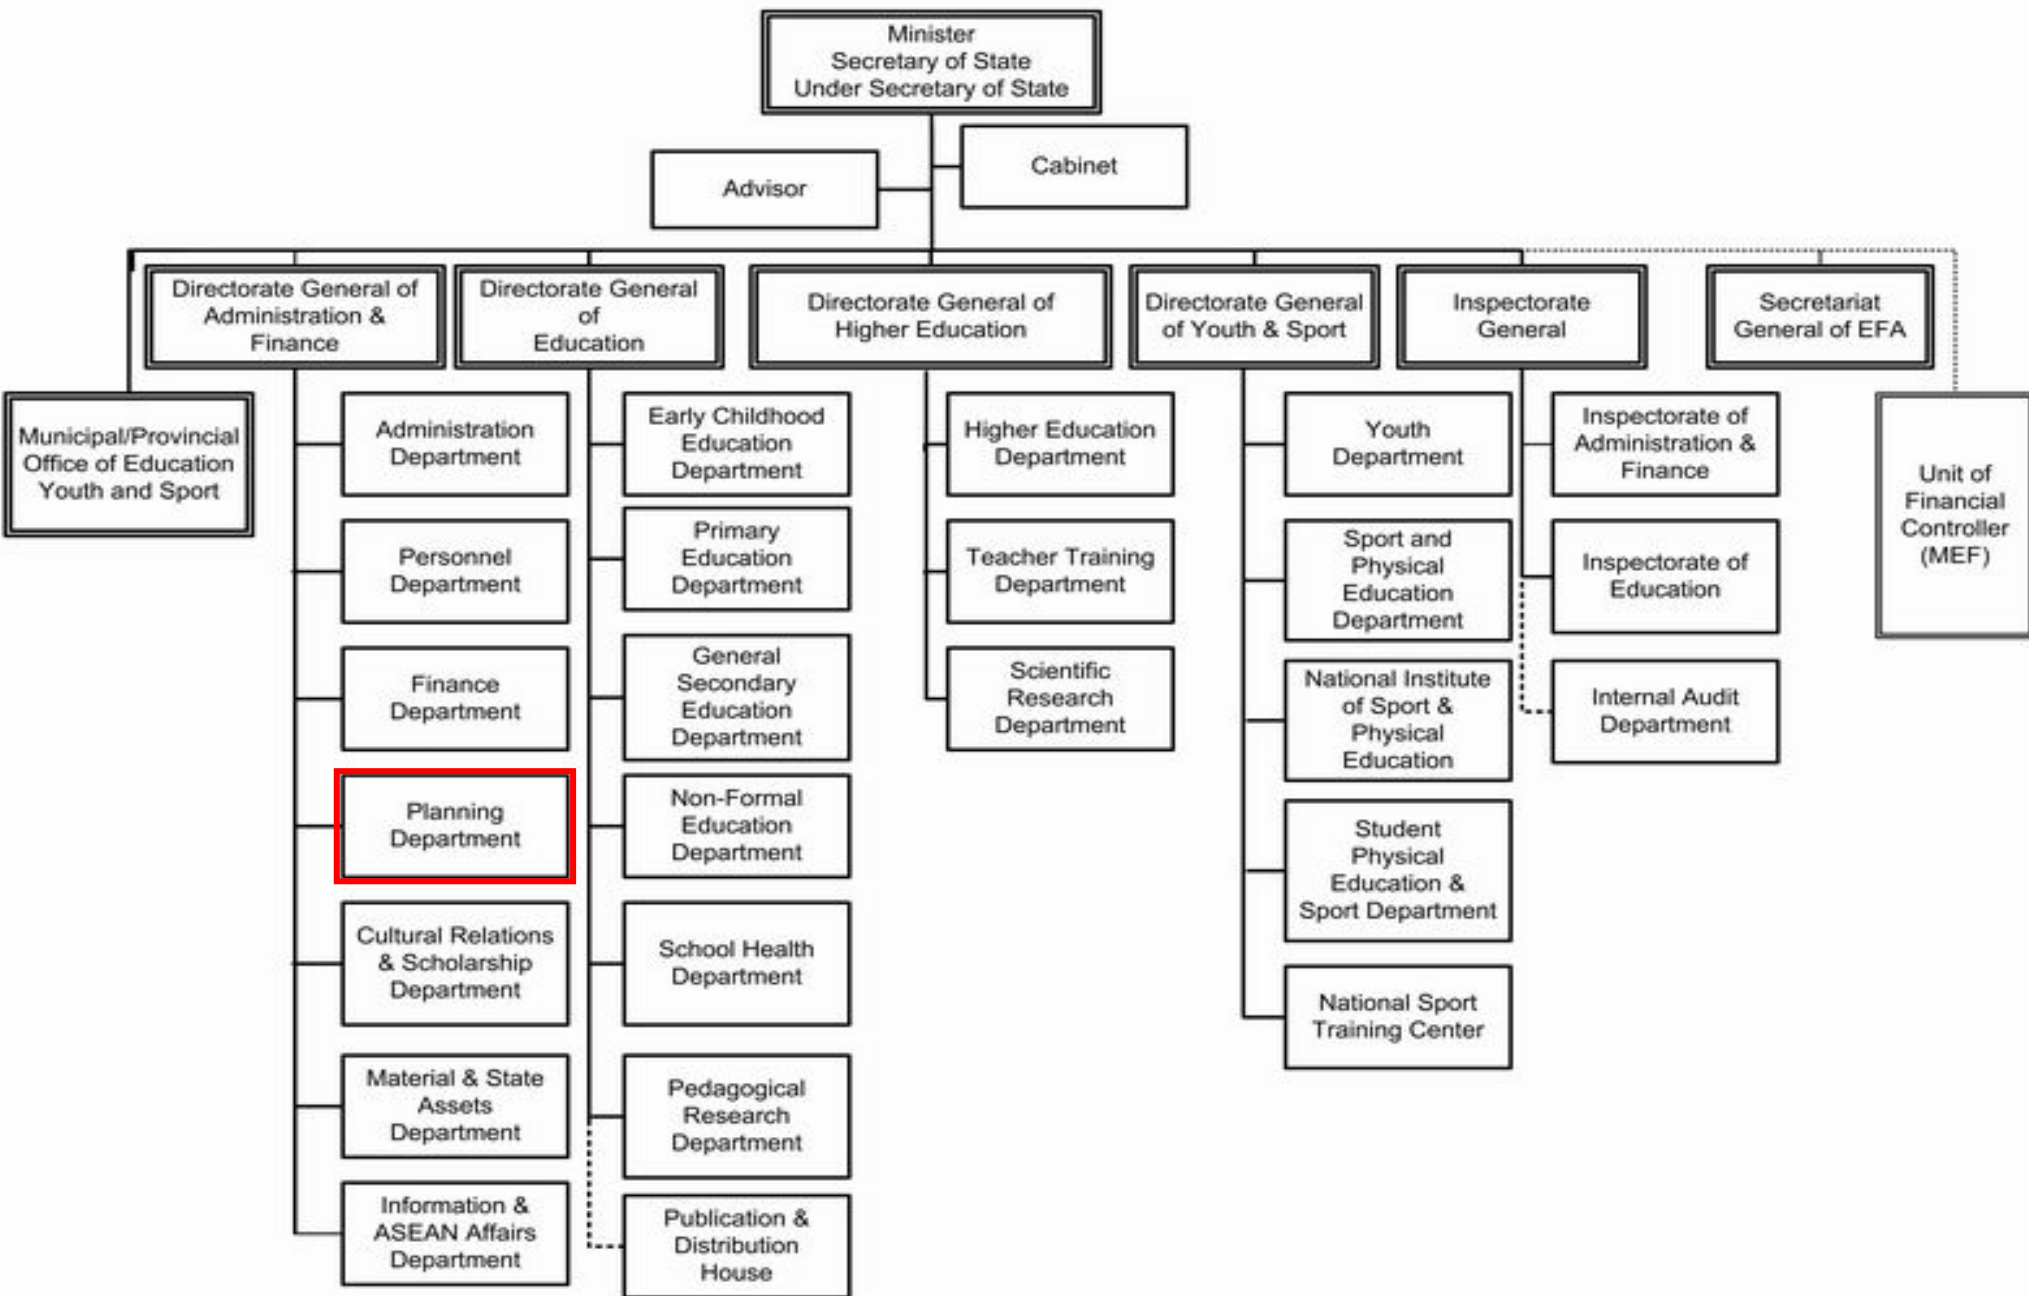 Minister
Secretary of State
Under Secretary of State
Cabinet
Advisor
Directorate General of
Administration &
Finance
Directorate General
of
Education
Directorate General of
Higher Education
Directorate General
of Youth & Sport
Inspectorate
General
Secretariat
General of EFA
Municipal/Provincial
Office of Education
Youth and Sport
Administration
Department
Personnel
Department
Finance
Department
Planning
Department
Cultural Relations
& Scholarship
Department
Material & State
Assets
Department
Information &
ASEAN Affairs
Department
Early Childhood
Education
Department
Primary
Education
Department
General
Secondary
Education
Department
Non-Formal
Education
Department
School Health
Department
Pedagogical
Research
Department
Publication &
Distribution
House
Higher Education
Department
Teacher Training
Department
Scientific
Research
Department
Youth
Department
Sport and
Physical
Education
Department
National Institute
of Sport &
Physical
Education
Student
Physical
Education &
Sport Department
National Sport
Training Center
Inspectorate of
Administration &
Finance
Inspectorate of
Education
Internal Audit
Department
Unit of
Financial
Controller
(MEF)